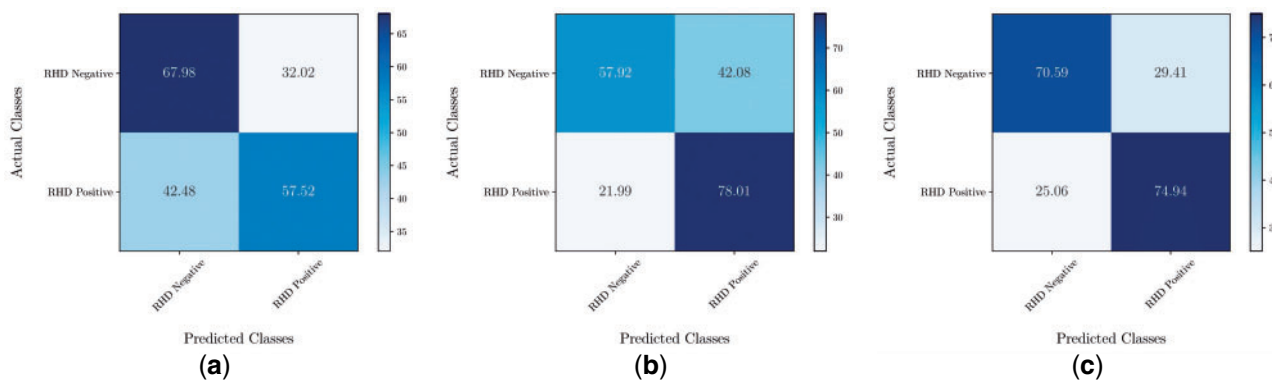 Actual Classes
RHD Negative
RHD Positive
67.98
32.02
42.48
57.52
65
60
55
50
45
40
35
RHD Negative
RHD Positive
Predicted Classes
(a)
Actual Classes
RHD Negative
RHD Positive
57.92
42.08
21.99
78.01
70
60
50
40
30
RHD Negative
RHD Positive
Predicted Classes
(b)
Actual Classes
RHD Negative
RHD Positive
70.59
29.41
25.06
74.94
RHD Negative
RHD Positive
Predicted Classes
(c)